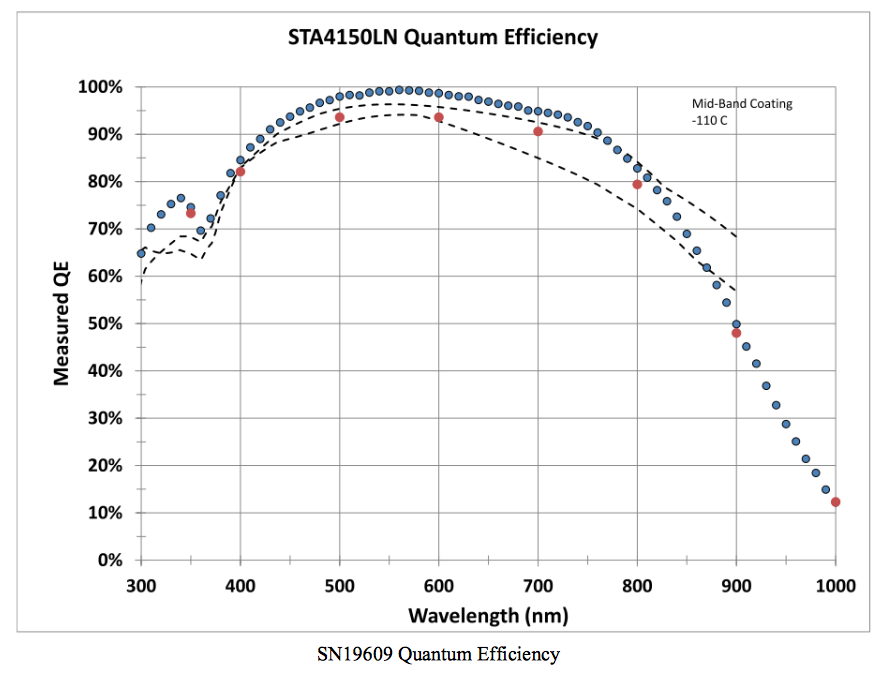 STA4150LN Quantum Efficiency
Mid-Band Coating
-110 C
Measured QE
100%
90%
80%
70%
60%
50%
40%
30%
20%
10%
0%
300 400 500 600 700 800 900 1000
Wavelength (nm)
SN19609 Quantum Efficiency